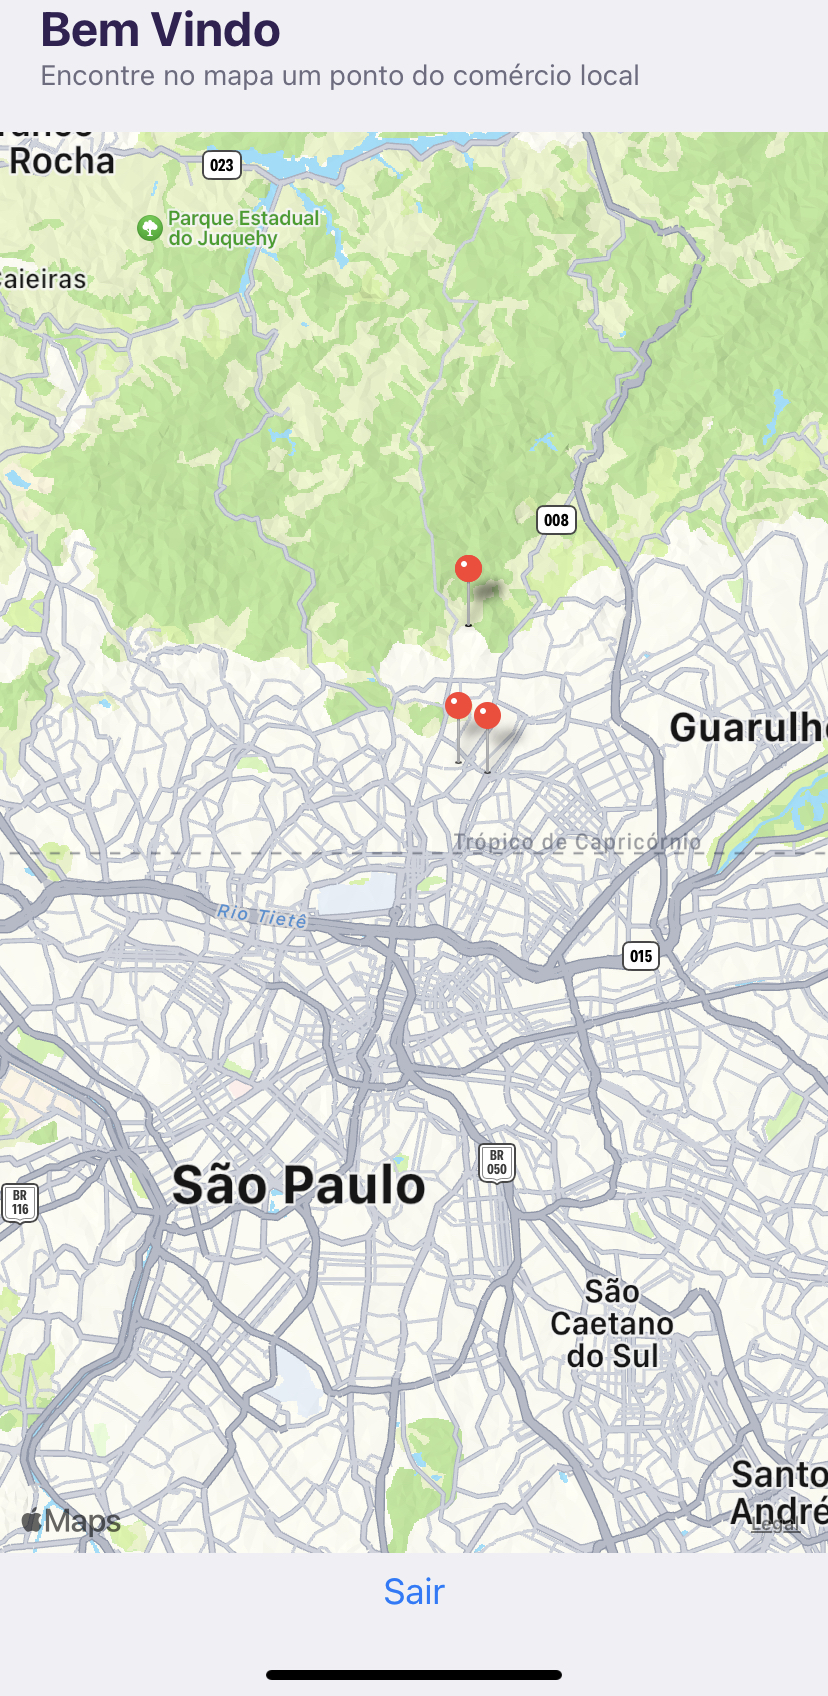 Bem Vindo
Encontre no mapa um ponto do comércio local
Rocha
023
Parque Estadual
do Juquehy
aieiras
008
Guarulh
Trópico de Capricórnio
Rio Tietê
015
BR
050
São Paulo
BR
116
São
Caetano
do Sul
Santo
André
Maps
Legal
Sair